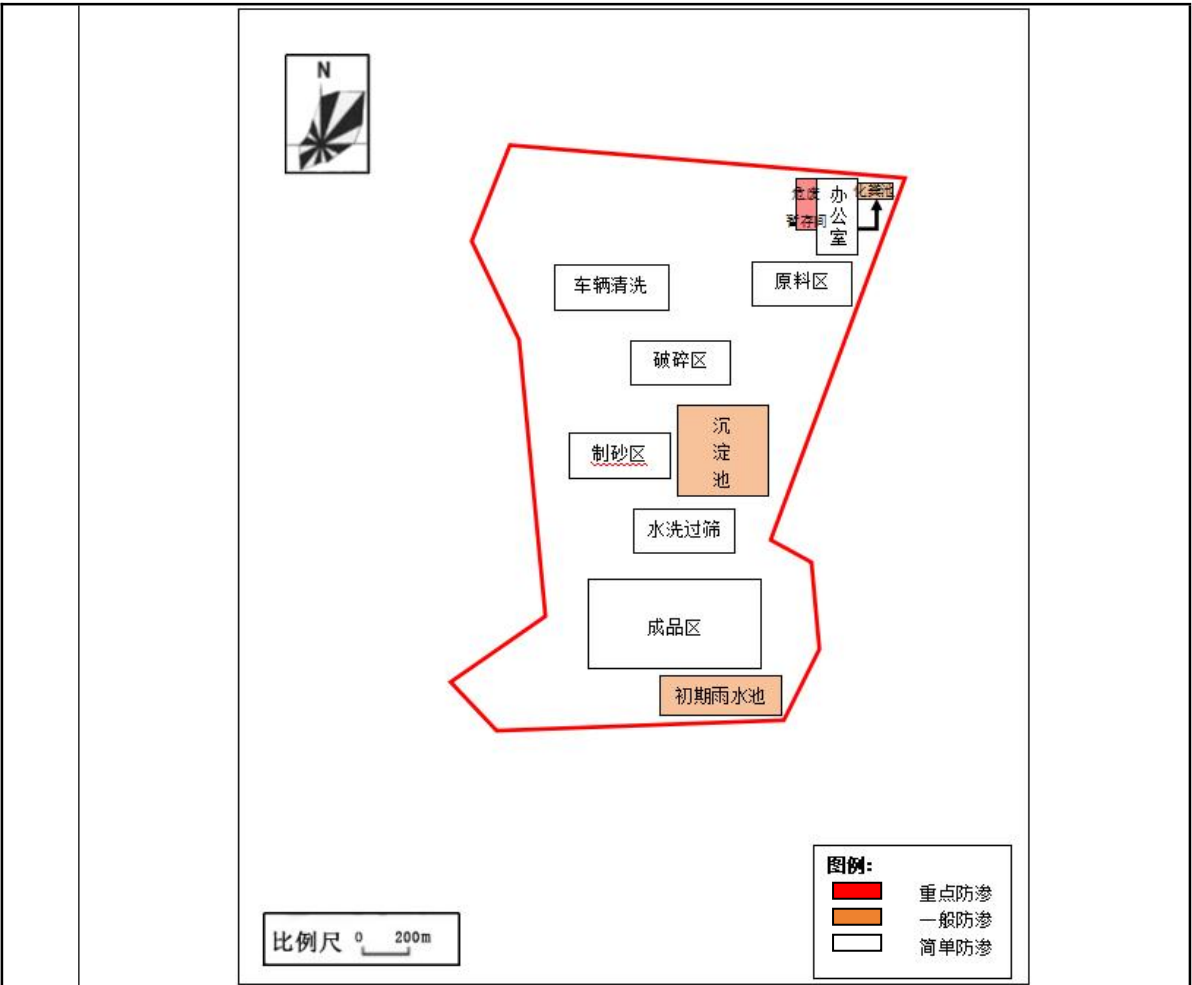 N
危废
暂存间
办
公
室
化粪池
车辆清洗
原料区
破碎区
沉
淀
池
制砂区
水洗过筛
成品区
初期雨水池
图例:
重点防渗
一般防渗
简单防渗
比例尺 0 200m